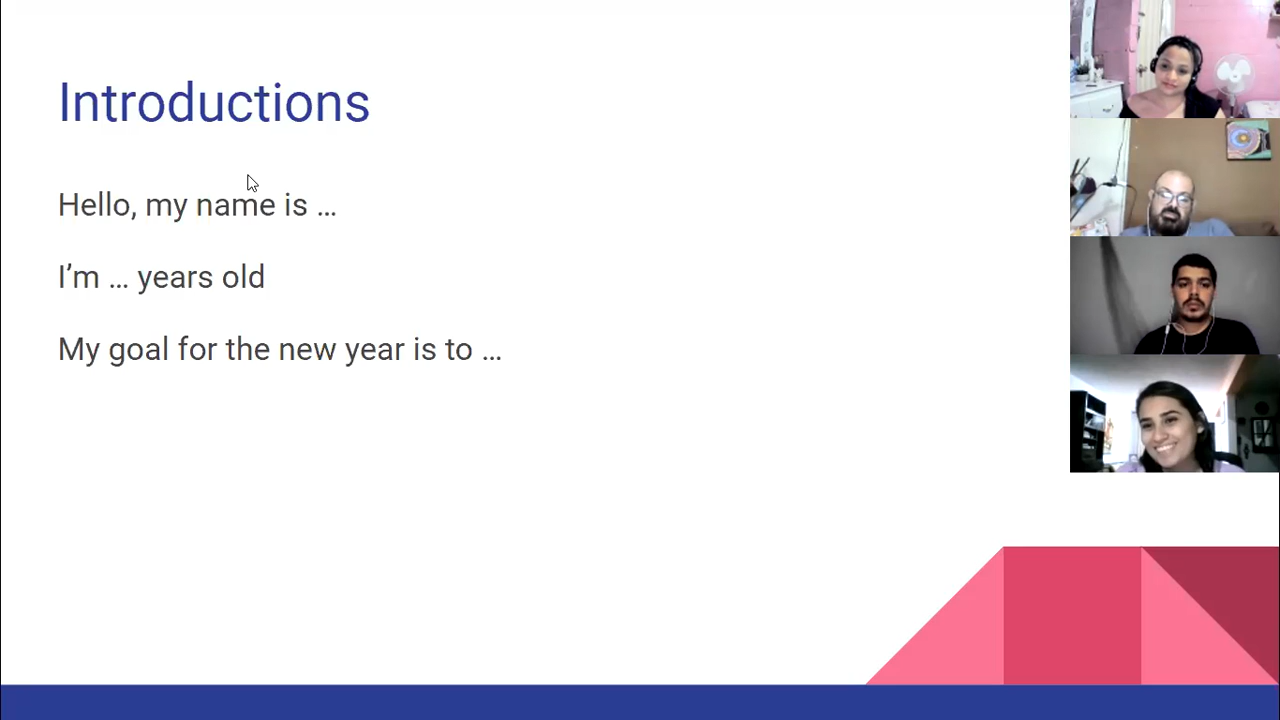 Introductions
Hello, my name is ...
I’m ... years old
My goal for the new year is to ...